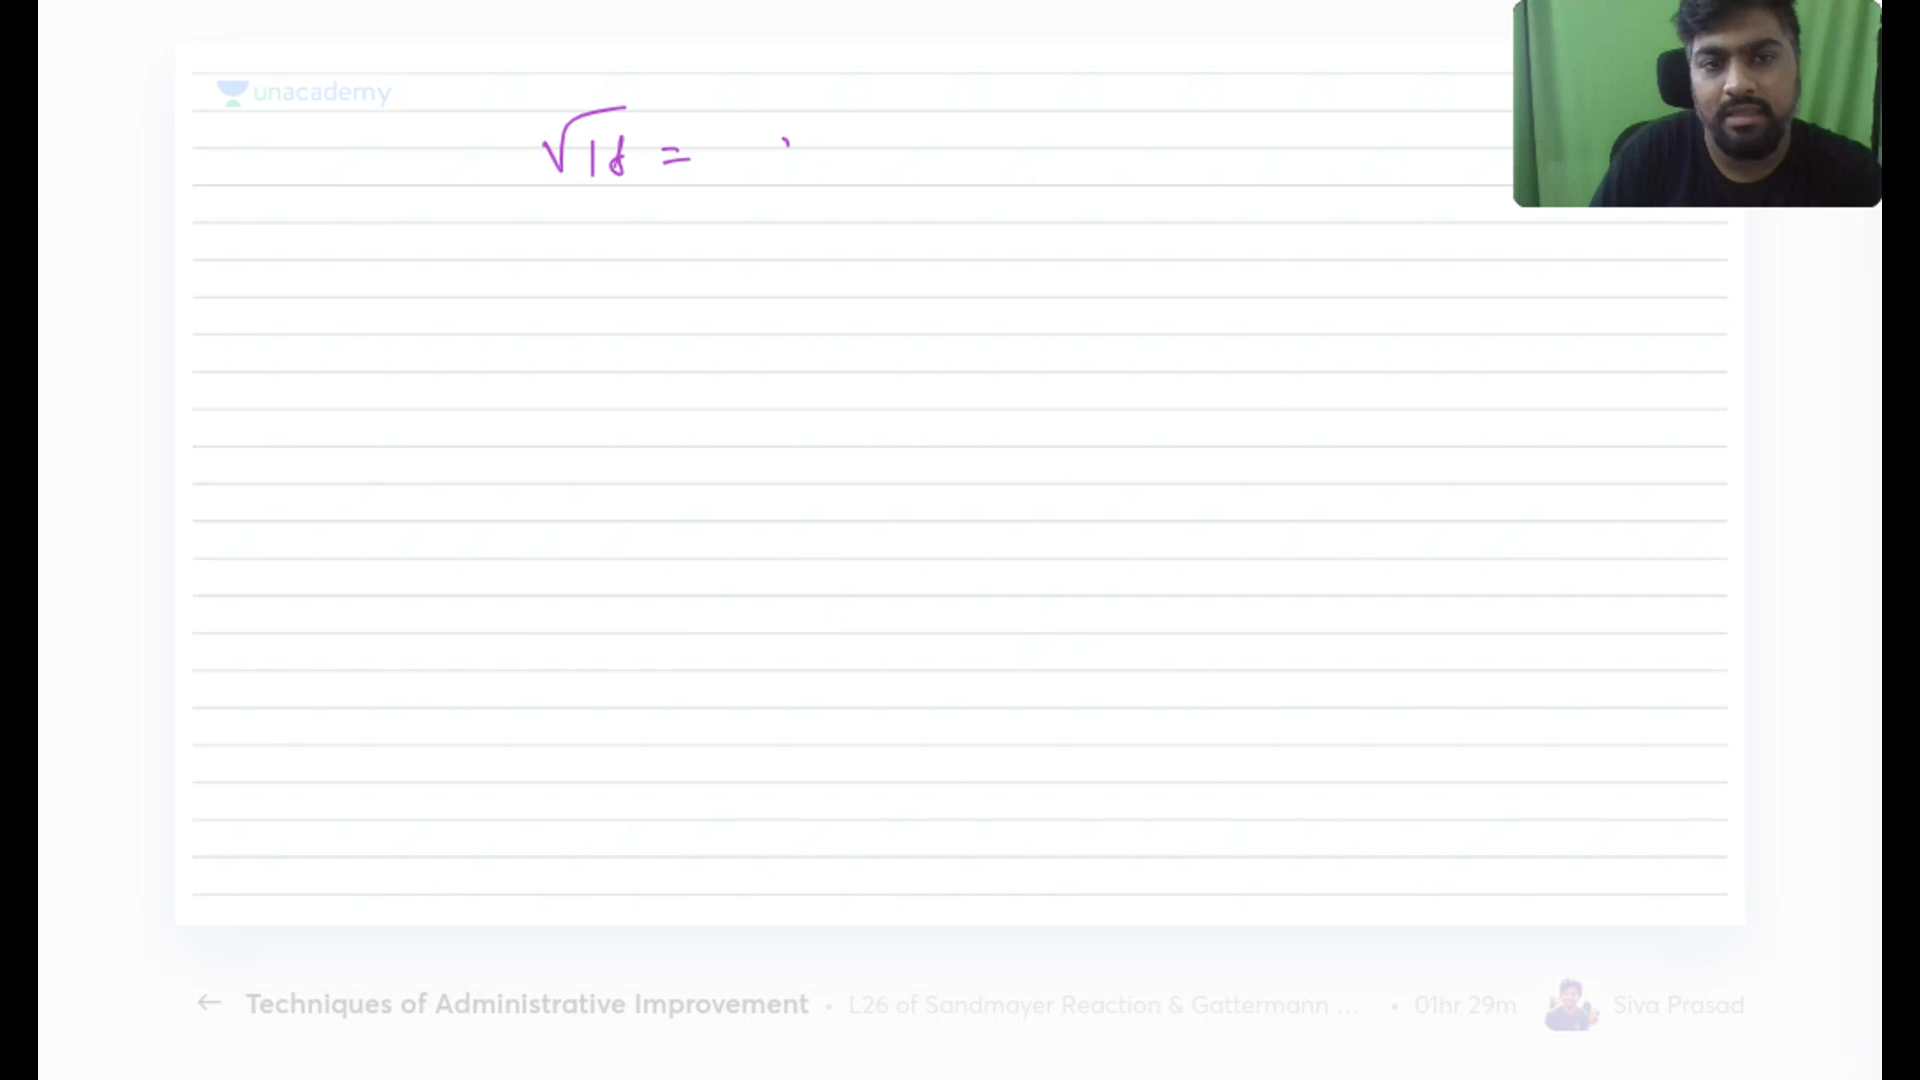 unacademy
√18 =
Techniques of Administrative Improvement • L26 of Sandmayer Reaction & Gattermann ... • 01hr 29m Siva Prasad